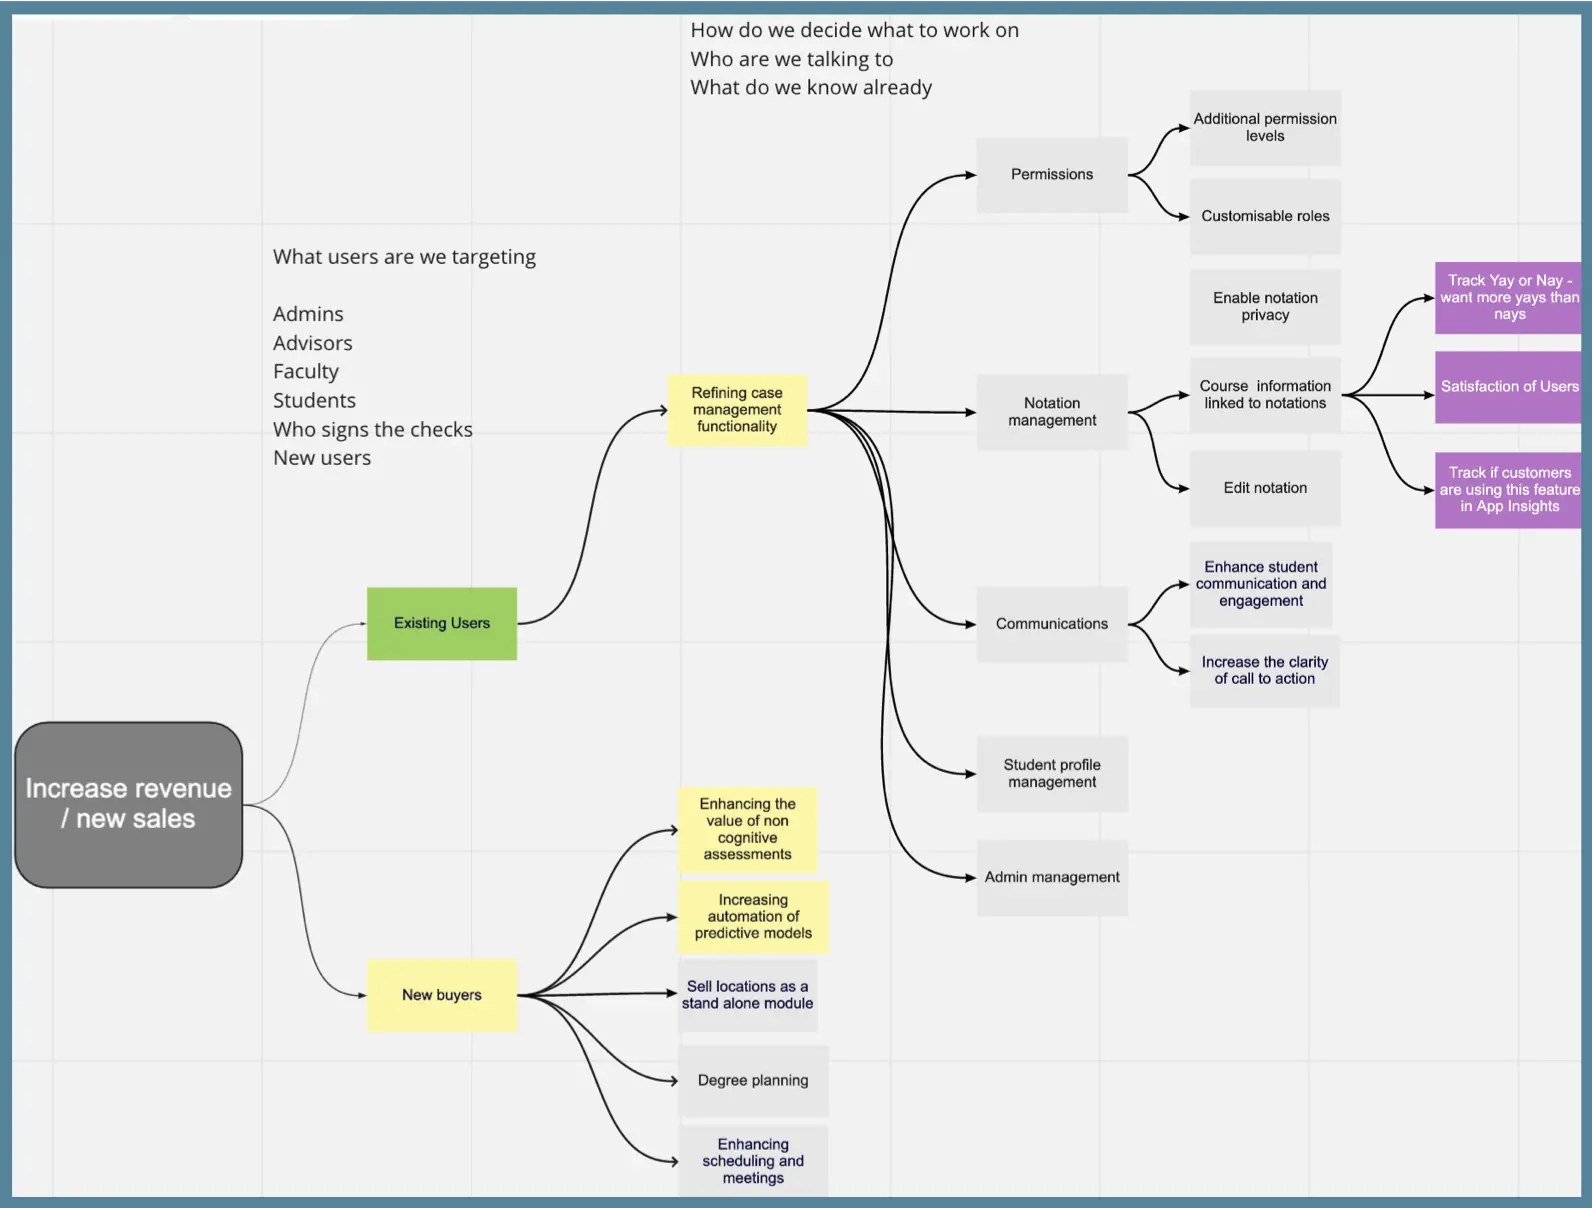 How do we decide what to work on
Who are we talking to
What do we know already
Additional permission
levels
Permissions
Customisable roles
What users are we targeting
Admins
Advisors
Faculty
Students
Who signs the checks
New users
Enable notation
privacy
Track Yay or Nay -
want more yays than
nays
Refining case
management
functionality
Notation
management
Course  information
linked to notations
Satisfaction of Users
Edit notation
Track if customers
are using this feature
in App Insights
Existing Users
Communications
Enhance student
communication and
engagement
Increase the clarity
of call to action
Increase revenue
/ new sales
Student profile
management
Enhancing the
value of non
cognitive
assessments
Admin management
Increasing
automation of
predictive models
New buyers
Sell locations as a
stand alone module
Degree planning
Enhancing
scheduling and
meetings